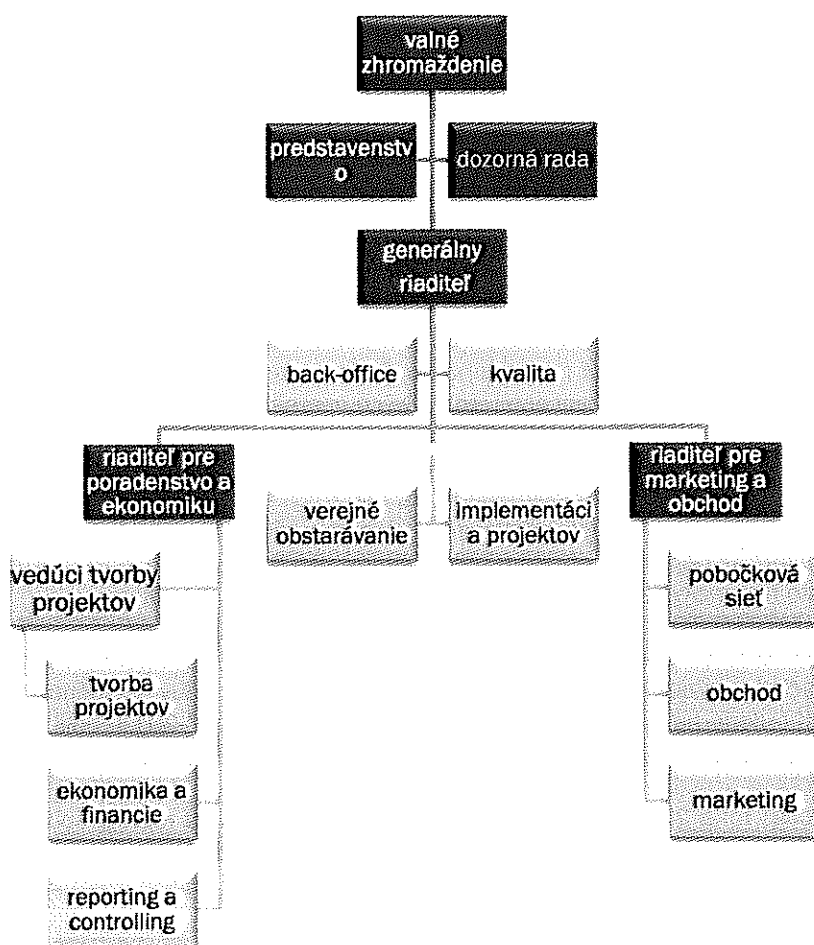 valné
zhromaždenie
predstavenstv
o
dozorná rada
generálny
riaditeľ
back-office
kvalita
riaditeľ pre
poradenstvo a
ekonomiku
riaditeľ pre
marketing a
obchod
verejné
obstarávanie
implementáci
a projektov
vedúci tvorby
projektov
tvorba
projektov
ekonomika a
financie
reporting a
controlling
pobočková
sieť
obchod
marketing